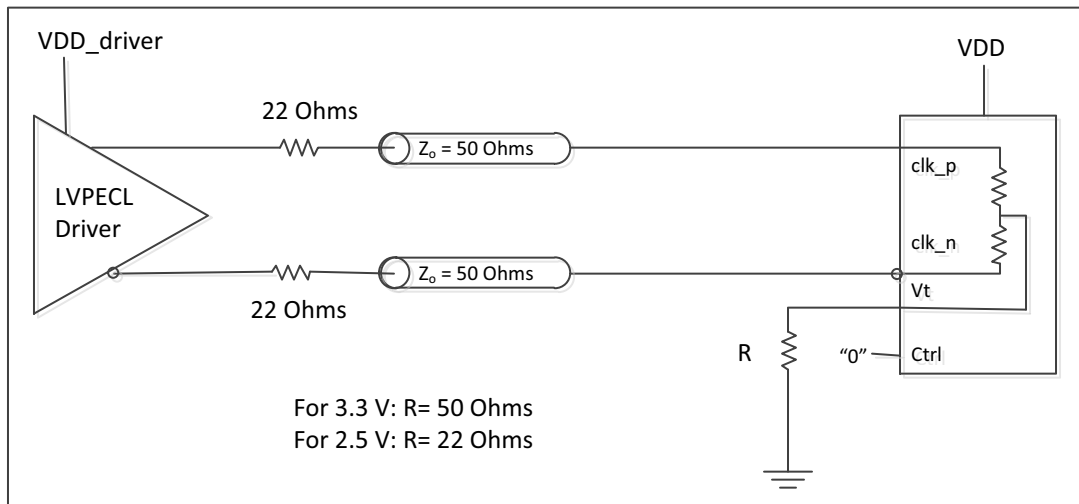 VDD_driver
VDD
22 Ohms
Zo = 50 Ohms
clk_p
LVPECL
Driver
clk_n
Zo = 50 Ohms
Vt
22 Ohms
R
“0”
Ctrl
For 3.3 V: R= 50 Ohms
For 2.5 V: R= 22 Ohms